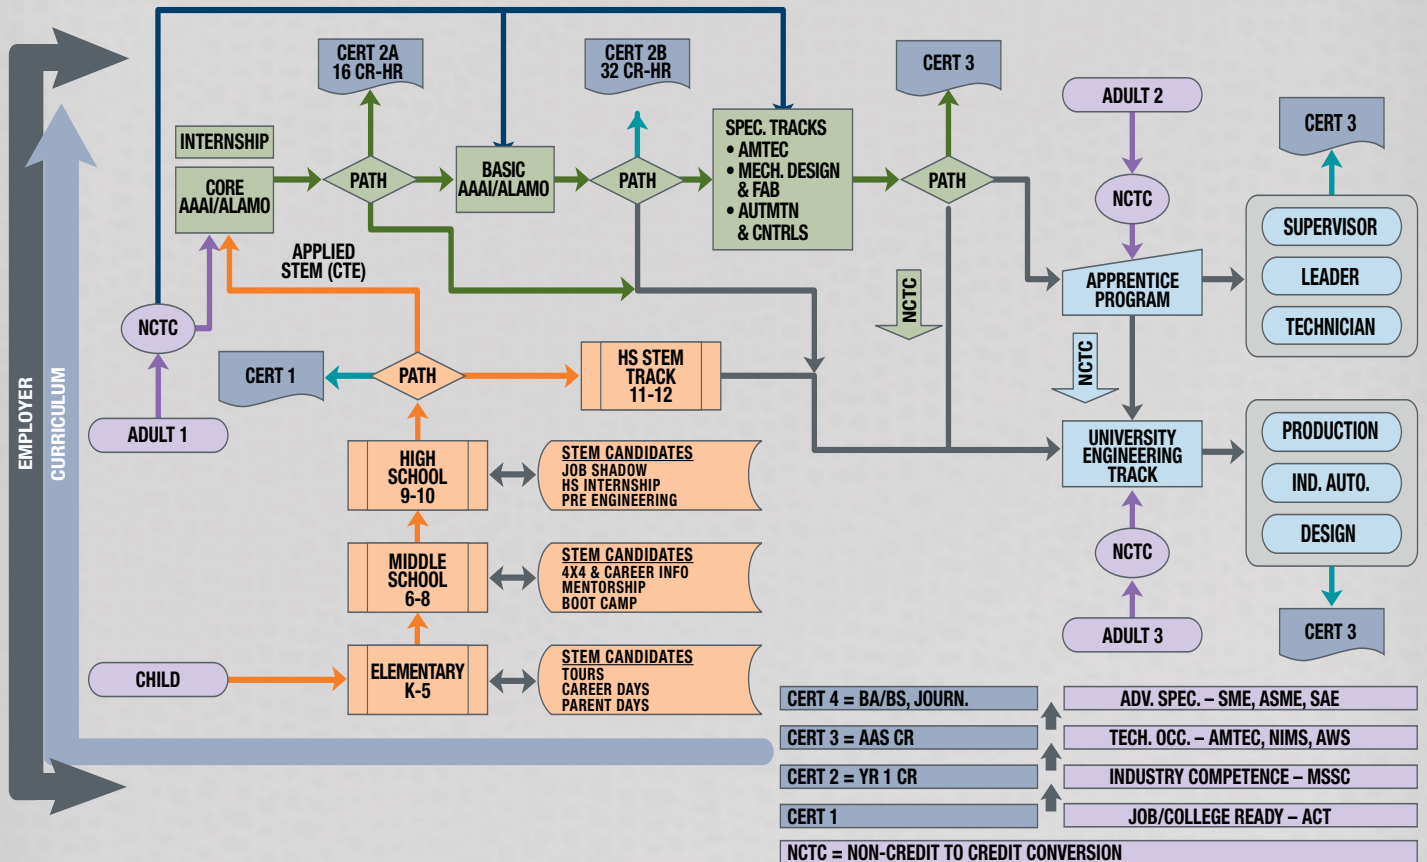 EMPLOYER
CURRICULUM
CERT 2A
16 CR-HR
CERT 2B
32 CR-HR
CERT 3
ADULT 2
CERT 3
INTERNSHIP
CORE
AAAI/ALAMO
PATH
BASIC
AAAI/ALAMO
PATH
SPEC. TRACKS
• AMTEC
• MECH. DESIGN
& FAB
• AUTMTN
& CNTRLS
PATH
NCTC
SUPERVISOR
LEADER
TECHNICIAN
APPLIED
STEM (CTE)
NCTC
APPRENTICE
PROGRAM
NCTC
NCTC
CERT 1
PATH
HS STEM
TRACK
11-12
ADULT 1
HIGH
SCHOOL
9-10
STEM CANDIDATES
JOB SHADOW
HS INTERNSHIP
PRE ENGINEERING
UNIVERSITY
ENGINEERING
TRACK
PRODUCTION
IND. AUTO.
DESIGN
MIDDLE
SCHOOL
6-8
STEM CANDIDATES
4X4 & CAREER INFO
MENTORSHIP
BOOT CAMP
NCTC
ADULT 3
CERT 3
CHILD
ELEMENTARY
K-5
STEM CANDIDATES
TOURS
CAREER DAYS
PARENT DAYS
CERT 4 = BA/BS, JOURN.
ADV. SPEC. – SME, ASME, SAE
CERT 3 = AAS CR
TECH. OCC. – AMTEC, NIMS, AWS
CERT 2 = YR 1 CR
INDUSTRY COMPETENCE – MSSC
CERT 1
JOB/COLLEGE READY – ACT
NCTC = NON-CREDIT TO CREDIT CONVERSION